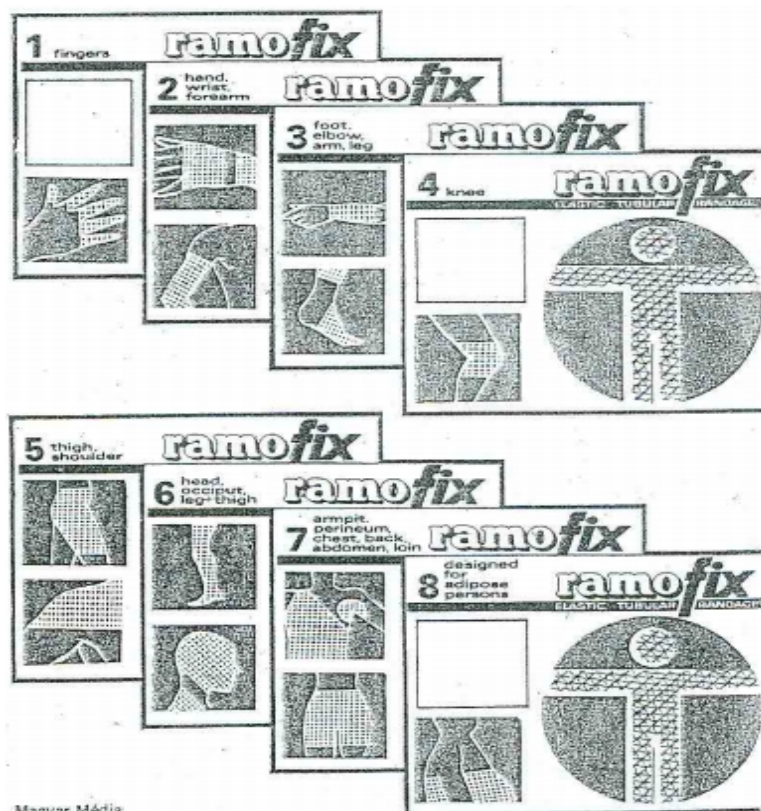 1 fingers
ramofix
2 hand,
wrist,
forearm
ramofix
3 foot,
elbow,
arm, leg
ramofix
4 knee
ramofix
ELASTIC - TUBULAR BANDAGE
5 thigh,
shoulder
ramofix
6 head,
occiput,
leg+thigh
ramofix
7 armpit,
perineum,
chest, back,
abdomen, loin
ramofix
8 designed
for
adipose
persons
ramofix
ELASTIC - TUBULAR BANDAGE
Magyar Média